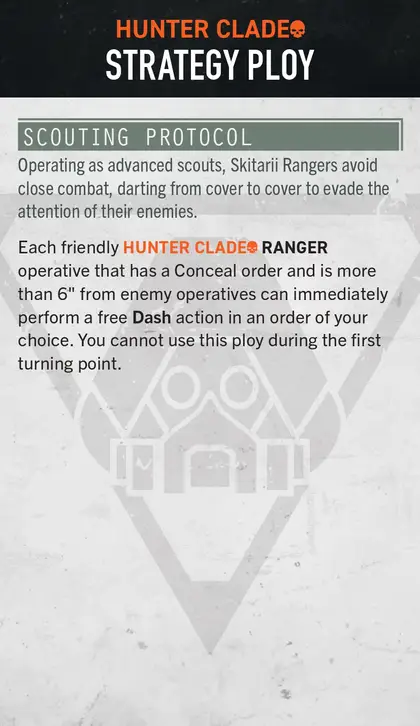 HUNTER CLADE
STRATEGY PLOY
SCOUTING PROTOCOL
Operating as advanced scouts, Skitarii Rangers avoid
close combat, darting from cover to cover to evade the
attention of their enemies.
Each friendly HUNTER CLADE RANGER
operative that has a Conceal order and is more
than 6" from enemy operatives can immediately
perform a free Dash action in an order of your
choice. You cannot use this ploy during the first
turning point.